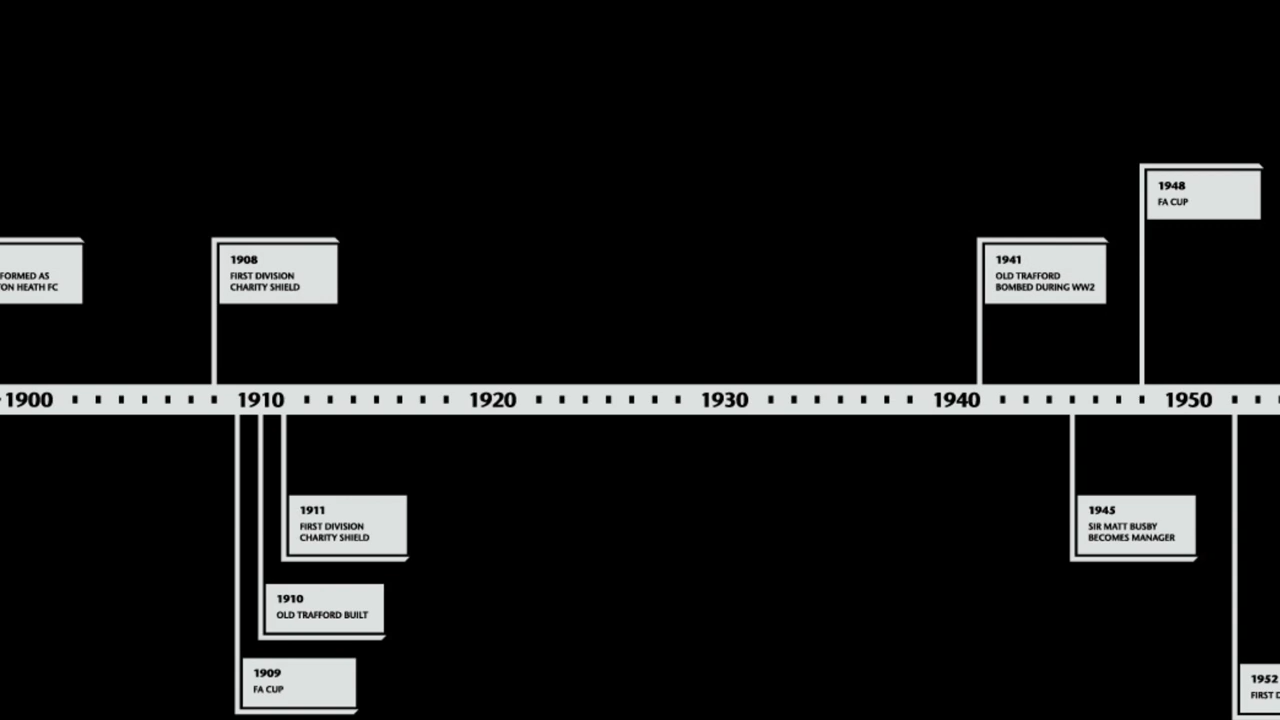 1948
FA CUP
FORMED AS
HEATH FC
1908
FIRST DIVISION
CHARITY SHIELD
1941
OLD TRAFFORD
BOMBED DURING WW2
1900 1910 1920 1930 1940 1950
1911
FIRST DIVISION
CHARITY SHIELD
1945
SIR MATT BUSBY
BECOMES MANAGER
1910
OLD TRAFFORD BUILT
1909
FA CUP
1952
FIRST